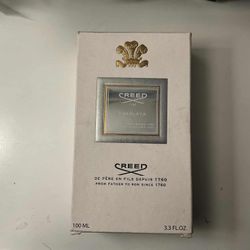 CREED
CREED
DE PÈRE EN FILS DEPUIS 1760
FROM FATHER TO SON SINCE 1760
100 ML
3.3 FL.OZ